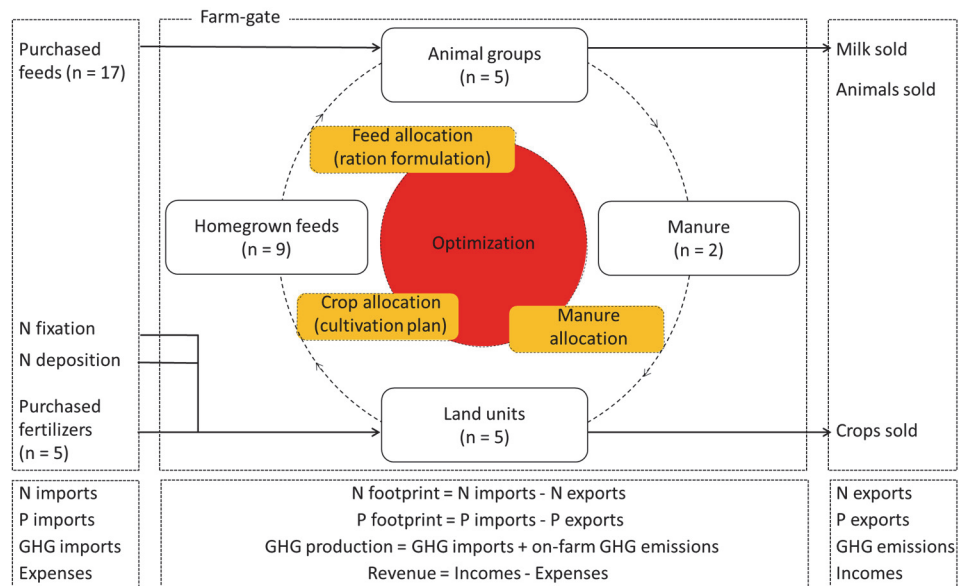 Farm-gate
Purchased
feeds (n = 17)
N fixation
N deposition
Purchased
fertilizers
(n = 5)
Animal groups
(n = 5)
Feed allocation
(ration formulation)
Homegrown feeds
(n = 9)
Optimization
Manure
(n = 2)
Crop allocation
(cultivation plan)
Manure
allocation
Land units
(n = 5)
Milk sold
Animals sold
Crops sold
N imports
P imports
GHG imports
Expenses
N footprint = N imports - N exports
P footprint = P imports - P exports
GHG production = GHG imports + on-farm GHG emissions
Revenue = Incomes - Expenses
N exports
P exports
GHG emissions
Incomes